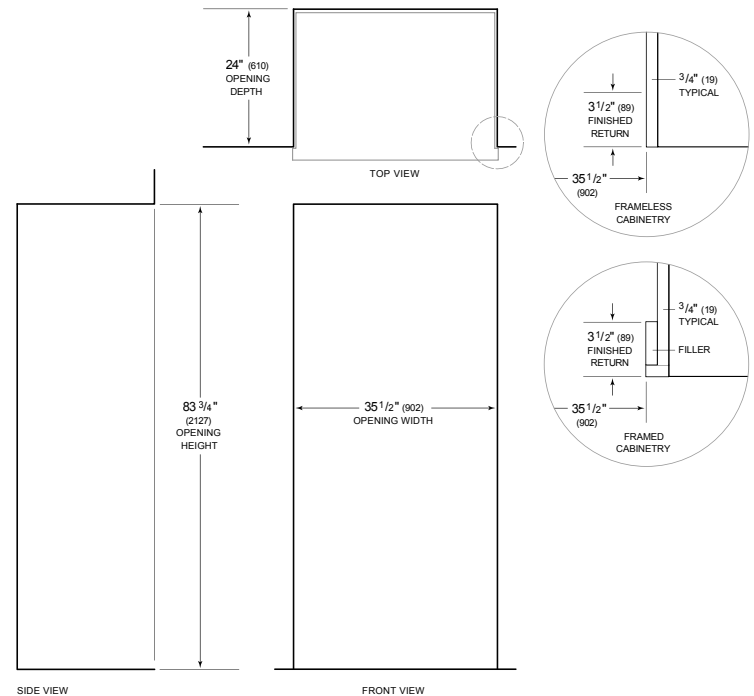 24" (610)
OPENING
DEPTH
TOP VIEW
3/4" (19)
TYPICAL
3 1/2" (89)
FINISHED
RETURN
35 1/2"
(902)
FRAMELESS
CABINETRY
3/4" (19)
TYPICAL
3 1/2" (89)
FINISHED
RETURN
FILLER
35 1/2"
(902)
FRAMED
CABINETRY
83 3/4"
(2127)
OPENING
HEIGHT
35 1/2" (902)
OPENING WIDTH
SIDE VIEW
FRONT VIEW